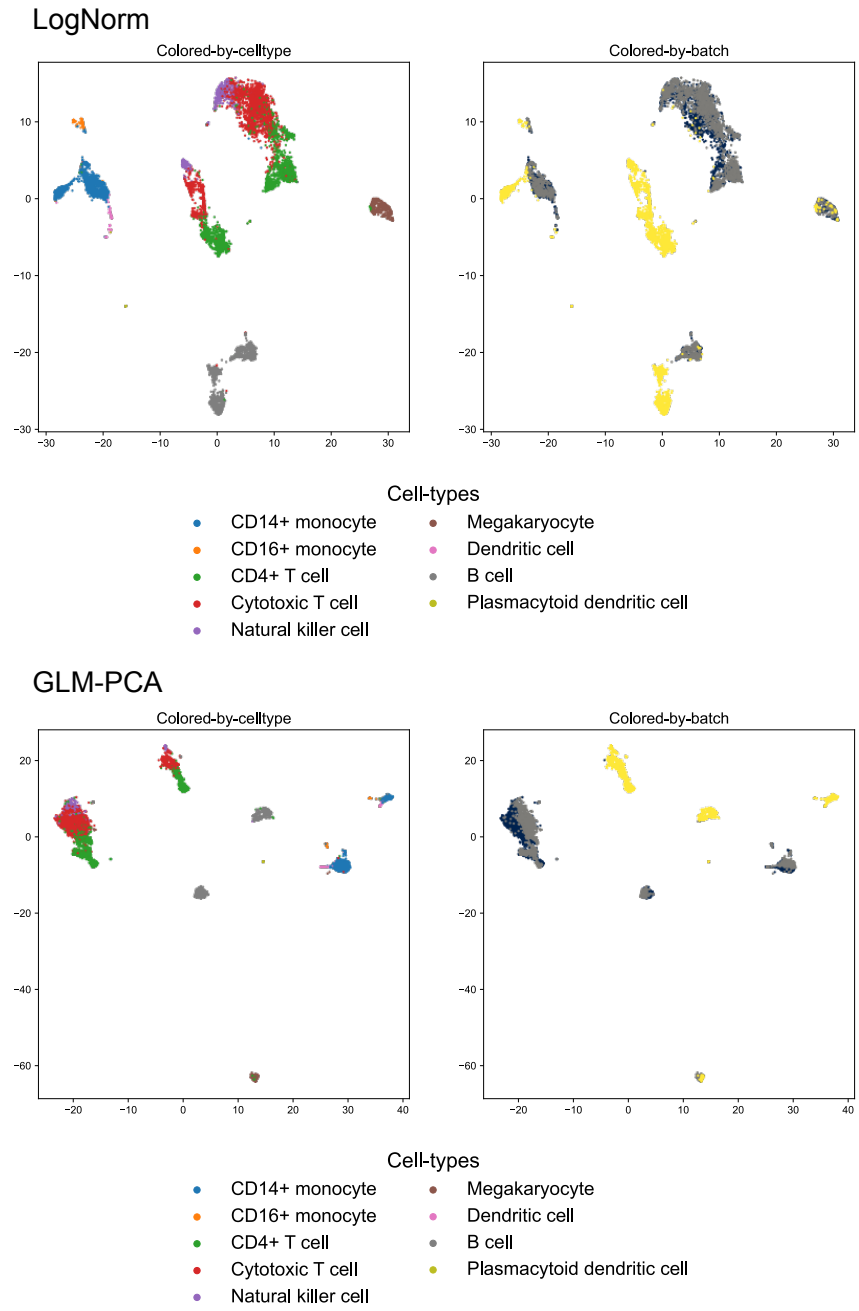 LogNorm
Colored-by-celltype Colored-by-batch
10 10
0 0
−10 −10
−20 −20
−30 −30
−30 −20 −10 0 10 20 30 −30 −20 −10 0 10 20 30
Cell-types
CD14+ monocyte Megakaryocyte
CD16+ monocyte Dendritic cell
CD4+ T cell B cell
Cytotoxic T cell Plasmacytoid dendritic cell
Natural killer cell
GLM-PCA
Colored-by-celltype Colored-by-batch
20 20
0 0
−20 −20
−40 −40
−60 −60
−20 −10 0 10 20 30 40 −20 −10 0 10 20 30 40
Cell-types
CD14+ monocyte Megakaryocyte
CD16+ monocyte Dendritic cell
CD4+ T cell B cell
Cytotoxic T cell Plasmacytoid dendritic cell
Natural killer cell